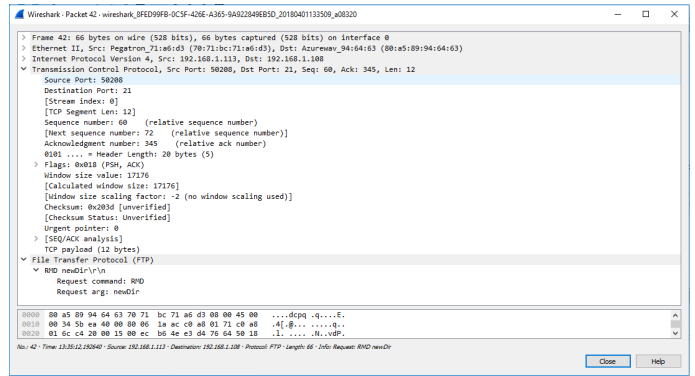 Wireshark · Packet 42 · wireshark_8FED99FB-0C5F-426E-A365-9A922849EB5D_20180401133509_a08320
> Frame 42: 66 bytes on wire (528 bits), 66 bytes captured (528 bits) on interface 0
> Ethernet II, Src: Pegatron_71:a6:d3 (70:71:bc:71:a6:d3), Dst: Azurewav_94:64:63 (80:a5:89:94:64:63)
> Internet Protocol Version 4, Src: 192.168.1.113, Dst: 192.168.1.108
Transmission Control Protocol, Src Port: 50208, Dst Port: 21, Seq: 60, Ack: 345, Len: 12
Source Port: 50208
Destination Port: 21
[Stream index: 0]
[TCP Segment Len: 12]
Sequence number: 60 (relative sequence number)
[Next sequence number: 72 (relative sequence number)]
Acknowledgment number: 345 (relative ack number)
0101 .... = Header Length: 20 bytes (5)
> Flags: 0x018 (PSH, ACK)
Window size value: 17176
[Calculated window size: 17176]
[Window size scaling factor: -2 (no window scaling used)]
Checksum: 0x203d [unverified]
[Checksum Status: Unverified]
Urgent pointer: 0
> [SEQ/ACK analysis]
TCP payload (12 bytes)
File Transfer Protocol (FTP)
RMD newDir\r\n
Request command: RMD
Request arg: newDir
0000 80 a5 89 94 64 63 70 71 bc 71 a6 d3 08 00 45 00 ....dcpq .q....E.
0010 00 34 5b ea 40 00 80 06 1a ac c0 a8 01 71 c0 a8 .4[.@... .....q..
0020 01 6c c4 20 00 15 00 ec b6 4e e3 d4 76 64 50 18 .l. .... .N..vdP.
No.: 42 · Time: 13:35:12,192640 · Source: 192.168.1.113 · Destination: 192.168.1.108 · Protocol: FTP · Length: 66 · Info: Request: RMD newDir
Close Help